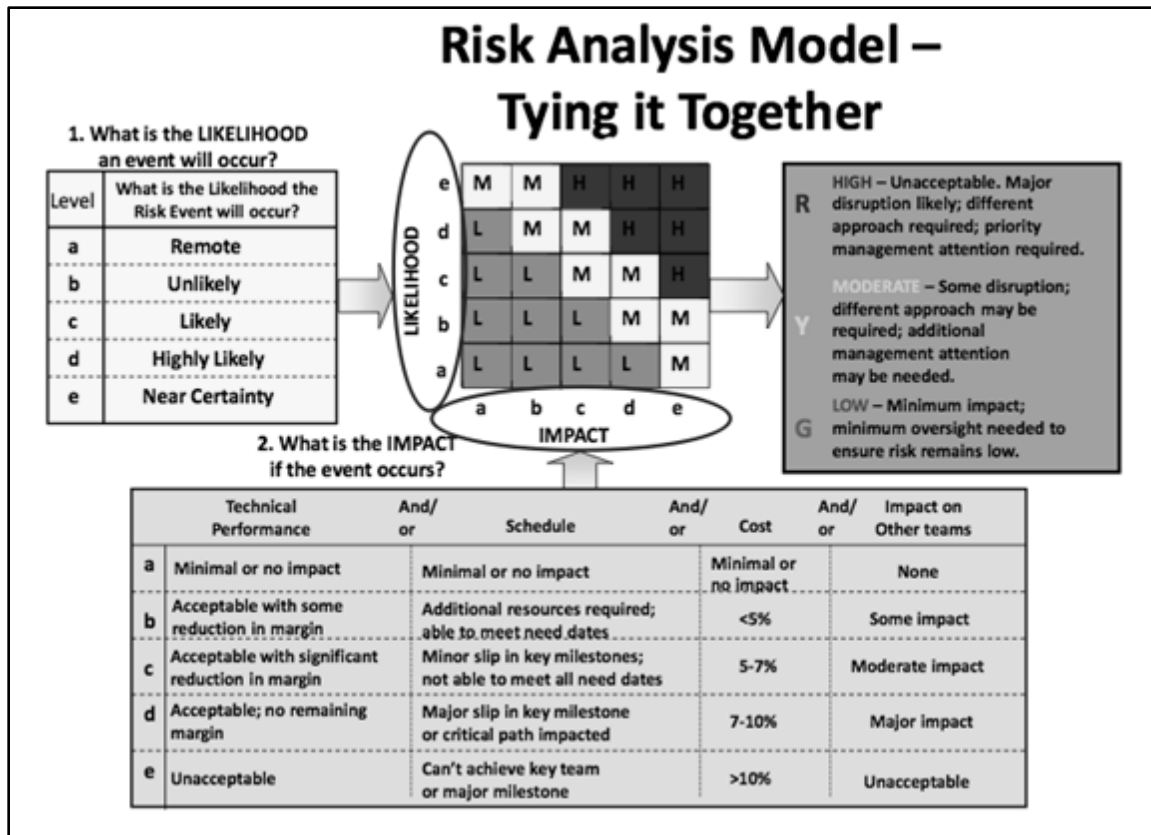 Risk Analysis Model –
Tying it Together
1. What is the LIKELIHOOD
an event will occur?
Level
What is the Likelihood the
Risk Event will occur?
a Remote
b Unlikely
c Likely
d Highly Likely
e Near Certainty
LIKELIHOOD
e M M H H H
d L M M H H
c L L M M H
b L L L M M
a L L L L M
a b c d e
IMPACT
R
HIGH – Unacceptable. Major
disruption likely; different
approach required; priority
management attention required.
Y
MODERATE – Some disruption;
different approach may be
required; additional
management attention
may be needed.
G
LOW – Minimum impact;
minimum oversight needed to
ensure risk remains low.
2. What is the IMPACT
if the event occurs?
Technical
Performance
And/
or
Schedule
And/
or
Cost
And/
or
Impact on
Other teams
a
Minimal or no impact
Minimal or no impact
Minimal or
no impact
None
b
Acceptable with some
reduction in margin
Additional resources required;
able to meet need dates
<5%
Some impact
c
Acceptable with significant
reduction in margin
Minor slip in key milestones;
not able to meet all need dates
5-7%
Moderate impact
d
Acceptable; no remaining
margin
Major slip in key milestone
or critical path impacted
7-10%
Major impact
e
Unacceptable
Can’t achieve key team
or major milestone
>10%
Unacceptable